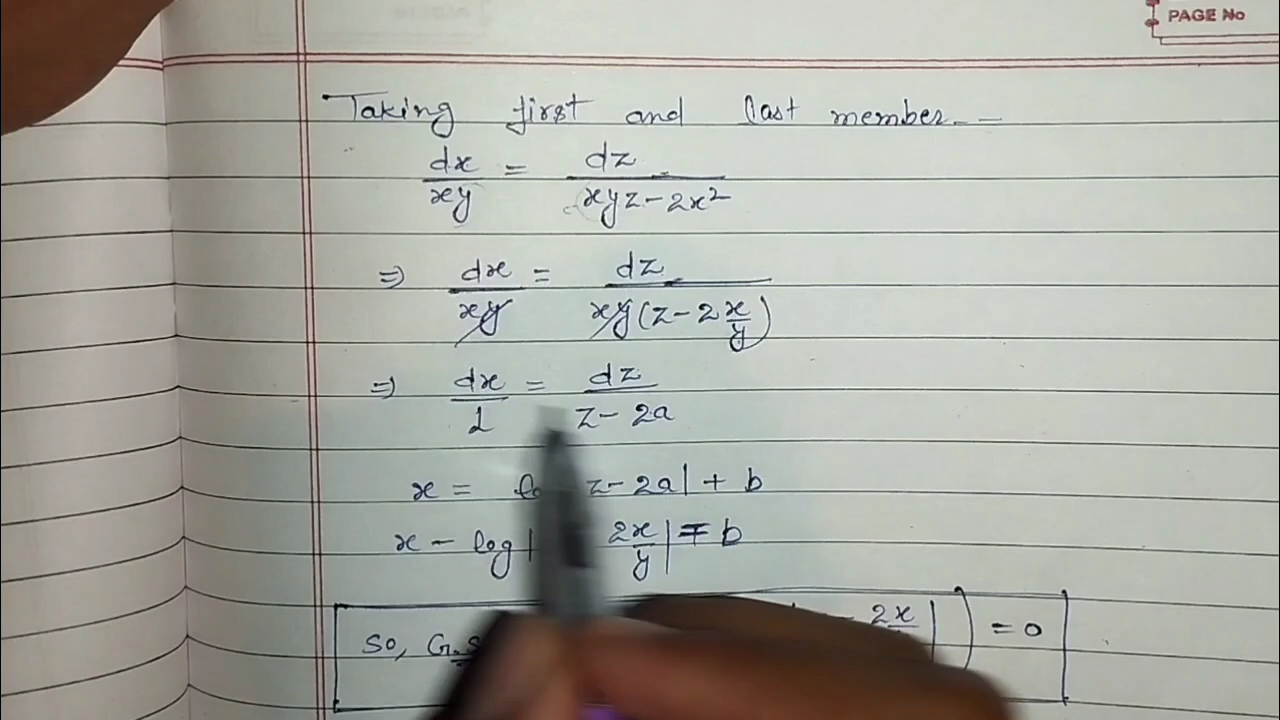 PAGE No
Taking first and last member. -
dx/xy = dz/xyz - 2x²
⇒ dx/xy = dz/xy(z - 2x/y)
⇒ dx/1 = dz/z - 2a
x = z - 2a| + b
x - log| 2x/y| = b
So, G.S - 2x | ) = 0